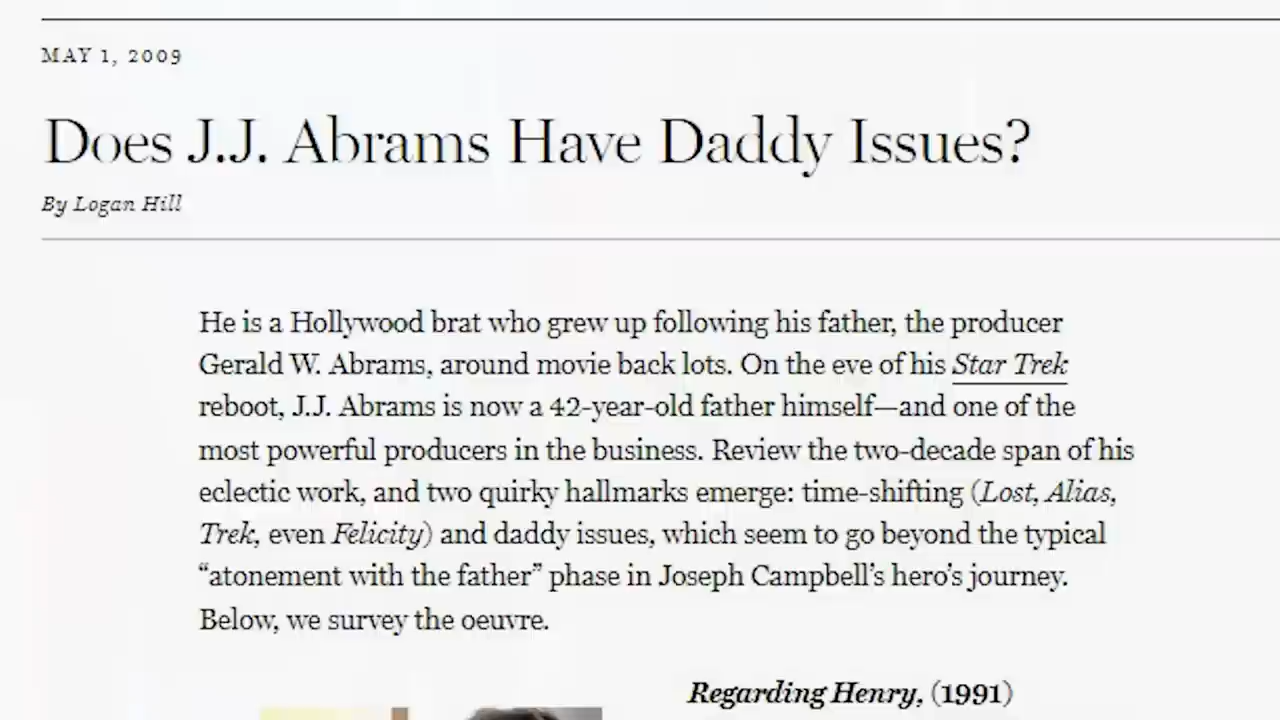 MAY 1, 2009
Does J.J. Abrams Have Daddy Issues?
By Logan Hill
He is a Hollywood brat who grew up following his father, the producer
Gerald W. Abrams, around movie back lots. On the eve of his Star Trek
reboot, J.J. Abrams is now a 42-year-old father himself—and one of the
most powerful producers in the business. Review the two-decade span of his
eclectic work, and two quirky hallmarks emerge: time-shifting (Lost, Alias,
Trek, even Felicity) and daddy issues, which seem to go beyond the typical
“atonement with the father” phase in Joseph Campbell’s hero’s journey.
Below, we survey the oeuvre.
Regarding Henry, (1991)